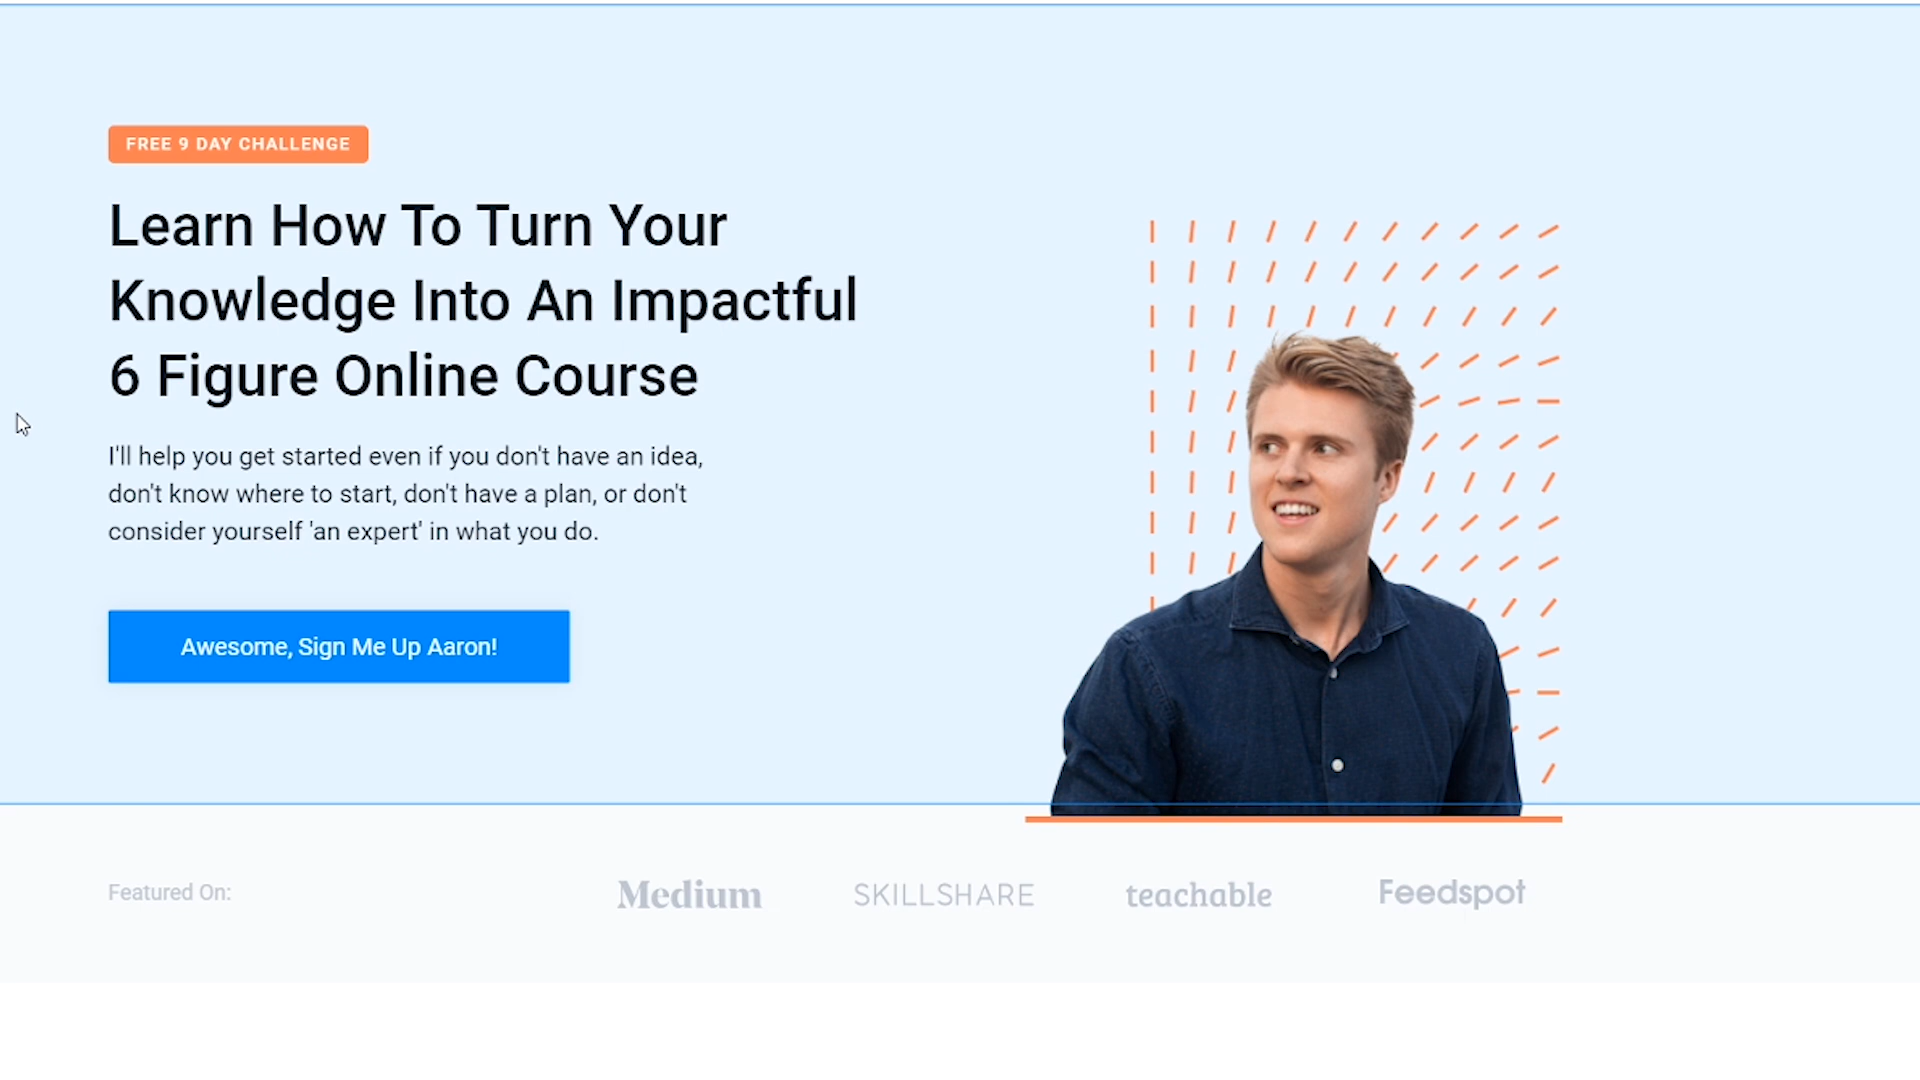 FREE 9 DAY CHALLENGE
Learn How To Turn Your
Knowledge Into An Impactful
6 Figure Online Course
I'll help you get started even if you don't have an idea,
don't know where to start, don't have a plan, or don't
consider yourself 'an expert' in what you do.
Awesome, Sign Me Up Aaron!
Featured On:
Medium
SKILLSHARE
teachable
Feedspot